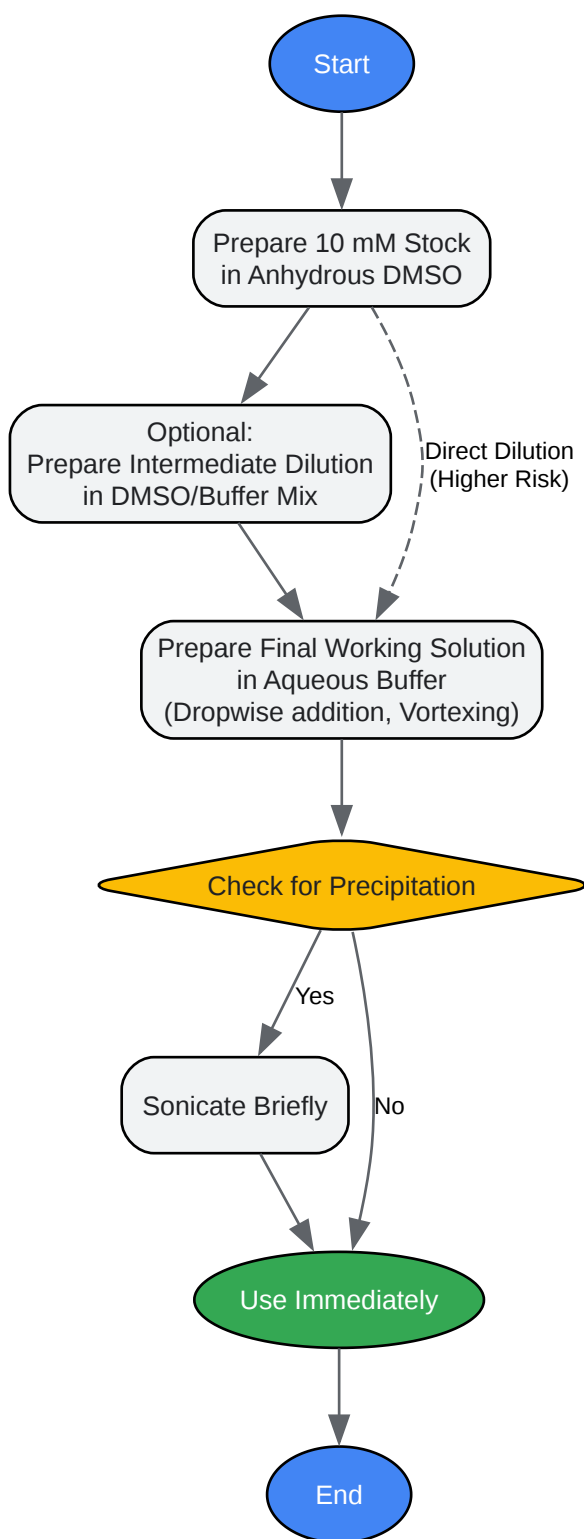 Start
Prepare 10 mM Stock
in Anhydrous DMSO
Optional:
Prepare Intermediate Dilution
in DMSO/Buffer Mix
Direct Dilution
(Higher Risk)
Prepare Final Working Solution
in Aqueous Buffer
(Dropwise addition, Vortexing)
Check for Precipitation
Yes
Sonicate Briefly
No
Use Immediately
End